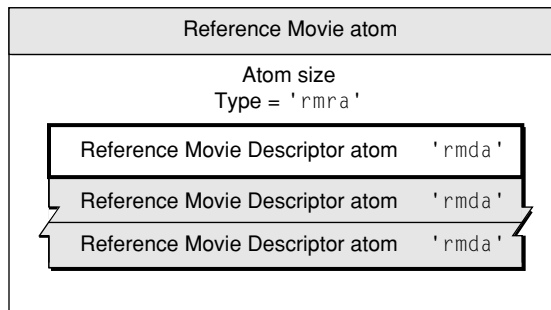 Reference Movie atom
Atom size
Type = 'rmra'
Reference Movie Descriptor atom 'rmda'
Reference Movie Descriptor atom 'rmda'
Reference Movie Descriptor atom 'rmda'